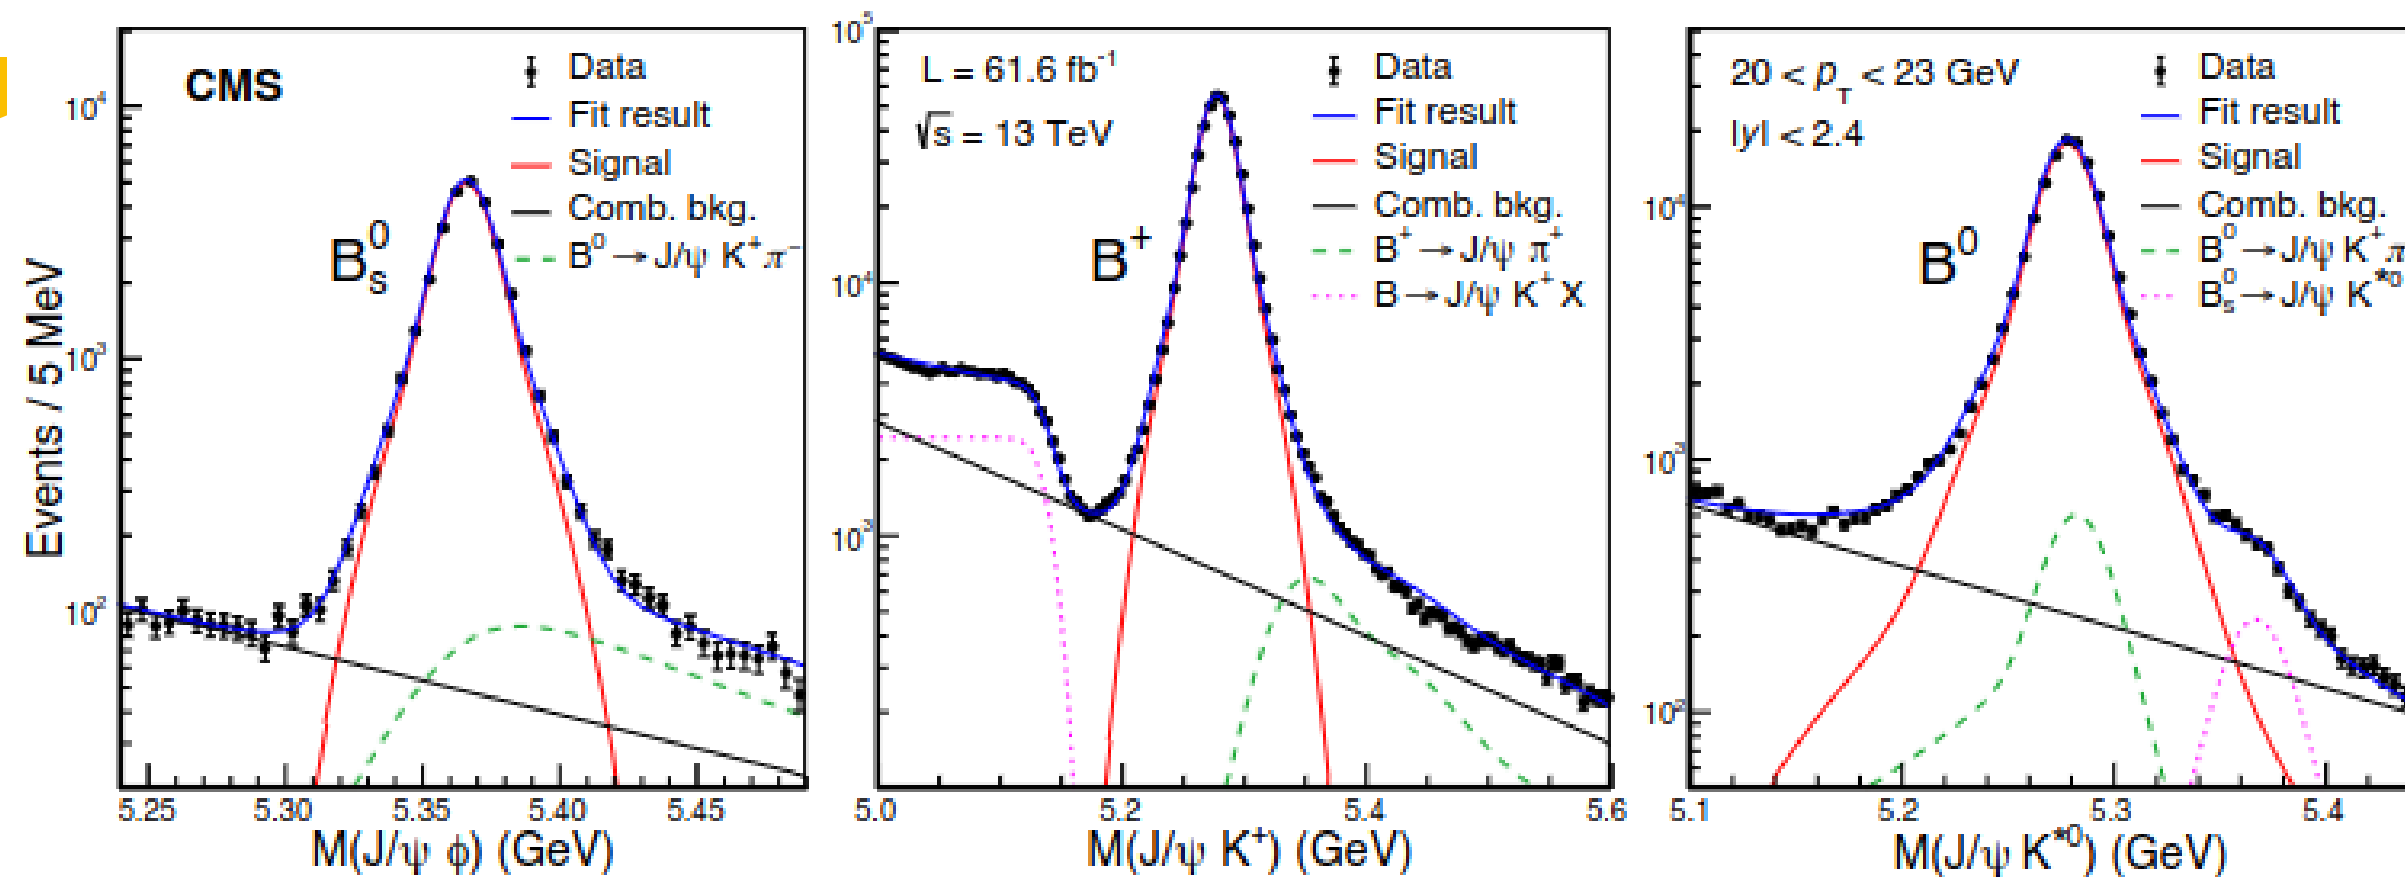 CMS
Data
Fit result
Signal
Comb. bkg.
B⁰ → J/ψ K⁺π⁻
B⁰ₛ
10⁴
10³
10²
Events / 5 MeV
5.25 5.30 5.35 5.40 5.45
M(J/ψ ϕ) (GeV)
L = 61.6 fb⁻¹
√s = 13 TeV
Data
Fit result
Signal
Comb. bkg.
B⁺ → J/ψ π⁺
B → J/ψ K⁺ X
B⁺
10⁵
10⁴
10³
5.0 5.2 5.4 5.6
M(J/ψ K⁺) (GeV)
20 < p_T < 23 GeV
|y| < 2.4
Data
Fit result
Signal
Comb. bkg.
B⁰ → J/ψ K⁺π
B⁰ₛ → J/ψ K*⁰
B⁰
10⁴
10³
10²
5.1 5.2 5.3 5.4
M(J/ψ K*⁰) (GeV)